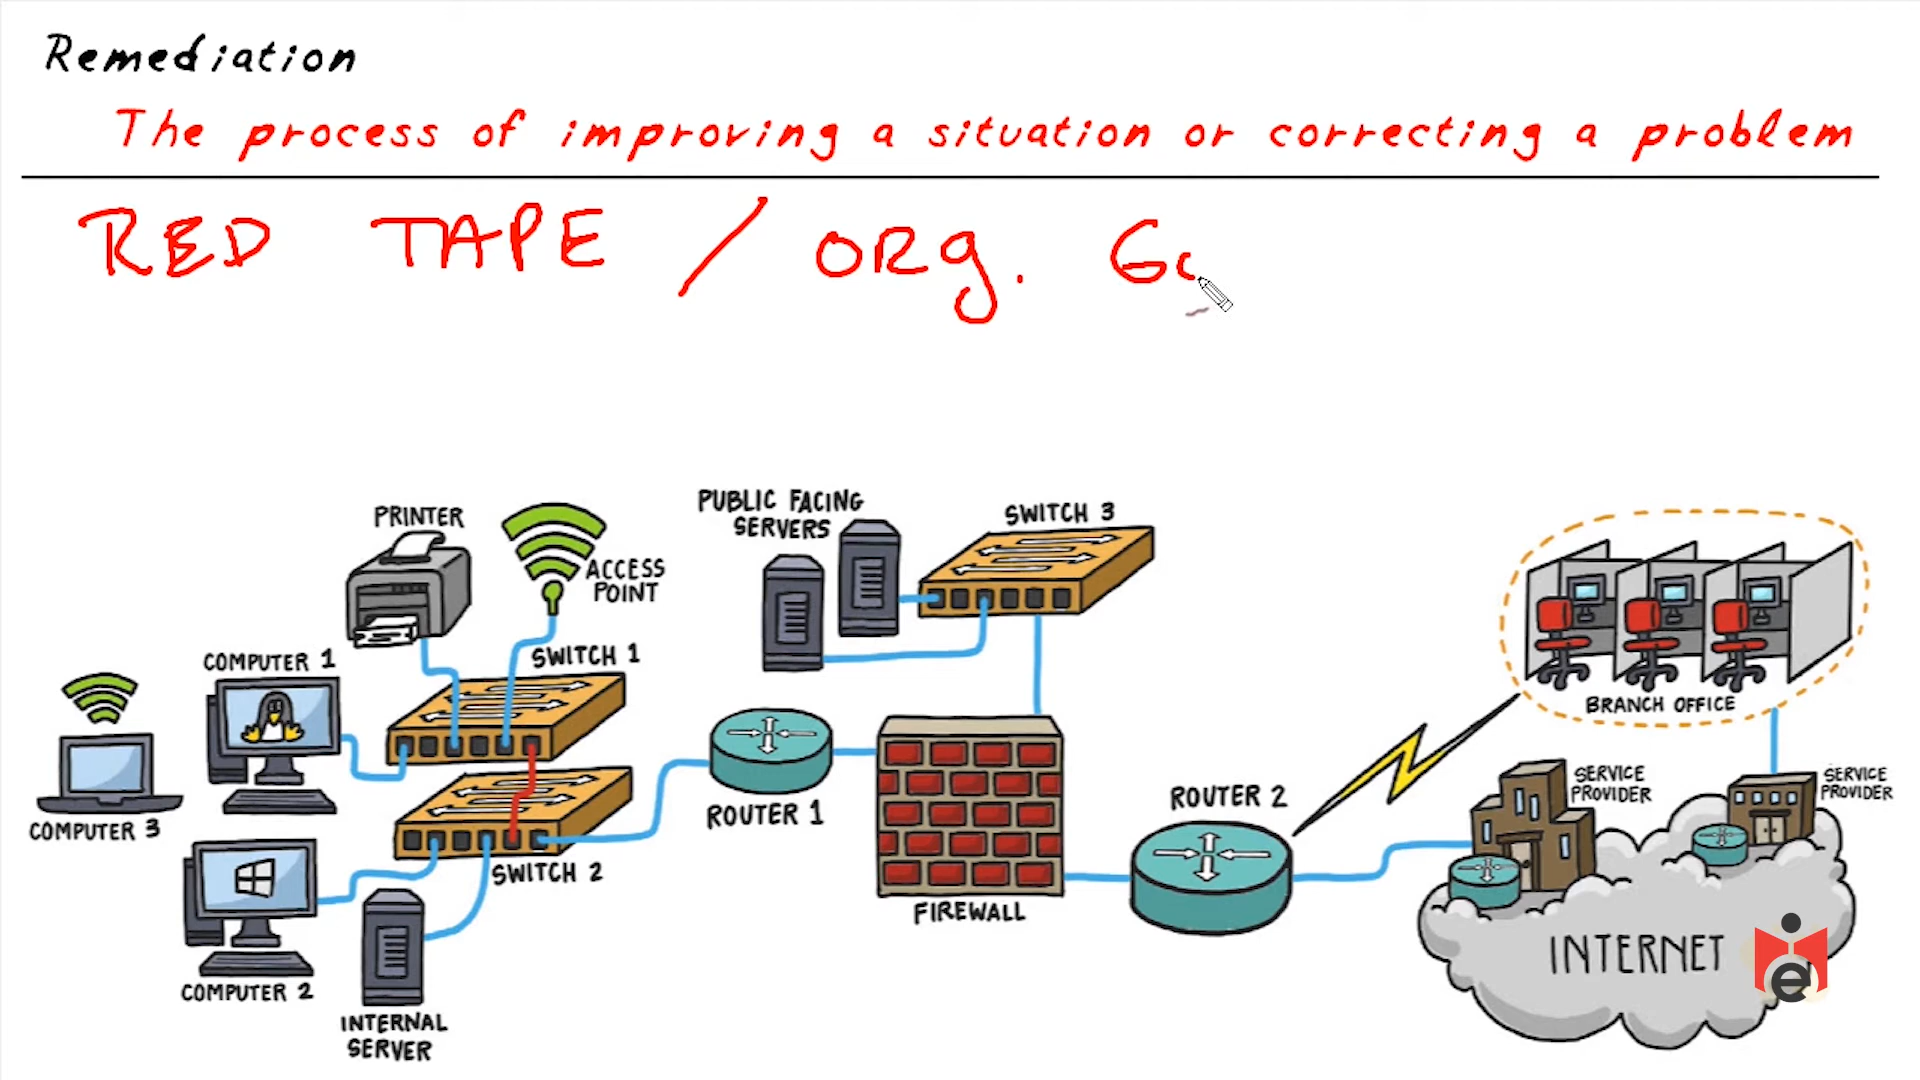 Remediation
The process of improving a situation or correcting a problem
RED TAPE / ORG. Go
PRINTER
ACCESS
POINT
PUBLIC FACING
SERVERS
SWITCH 3
COMPUTER 1
SWITCH 1
COMPUTER 3
ROUTER 1
SWITCH 2
COMPUTER 2
INTERNAL
SERVER
FIREWALL
ROUTER 2
BRANCH OFFICE
SERVICE
PROVIDER
SERVICE
PROVIDER
INTERNET
e